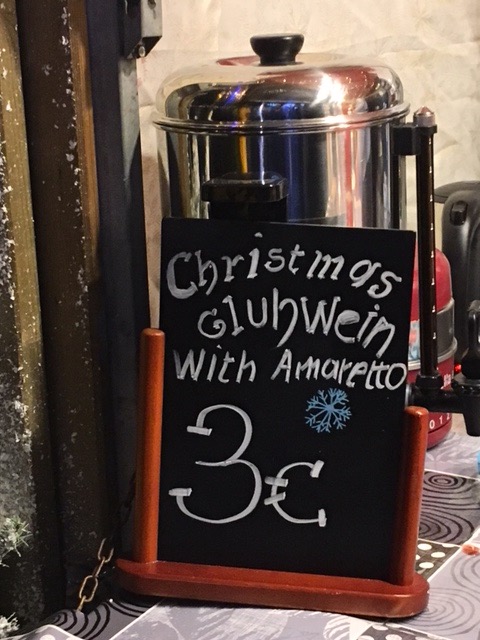 Christmas
GluhWein
With Amaretto
3€